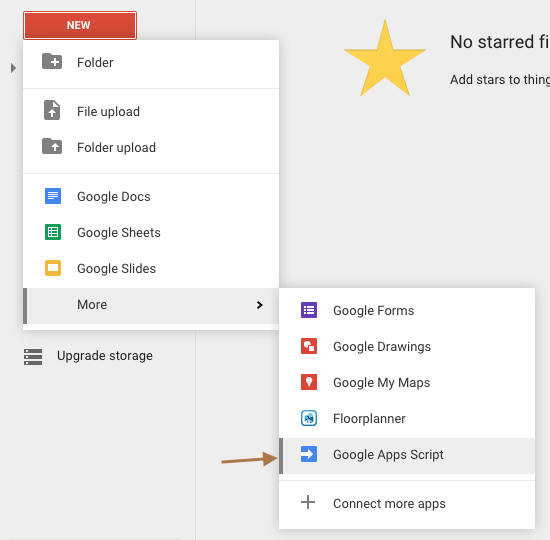 NEW
No starred fi
Add stars to thing
Folder
File upload
Folder upload
Google Docs
Google Sheets
Google Slides
More
Upgrade storage
Google Forms
Google Drawings
Google My Maps
Floorplanner
Google Apps Script
Connect more apps